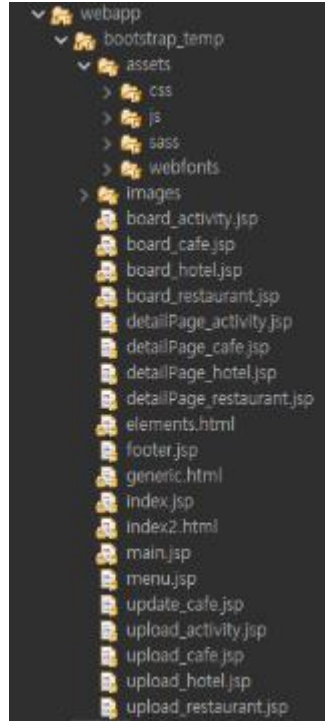 webapp
bootstrap_temp
assets
css
js
sass
webfonts
images
board_activity.jsp
board_cafe.jsp
board_hotel.jsp
board_restaurant.jsp
detailPage_activity.jsp
detailPage_cafe.jsp
detailPage_hotel.jsp
detailPage_restaurant.jsp
elements.html
footer.jsp
generic.html
index.jsp
index2.html
main.jsp
menu.jsp
update_cafe.jsp
upload_activity.jsp
upload_cafe.jsp
upload_hotel.jsp
upload_restaurant.jsp